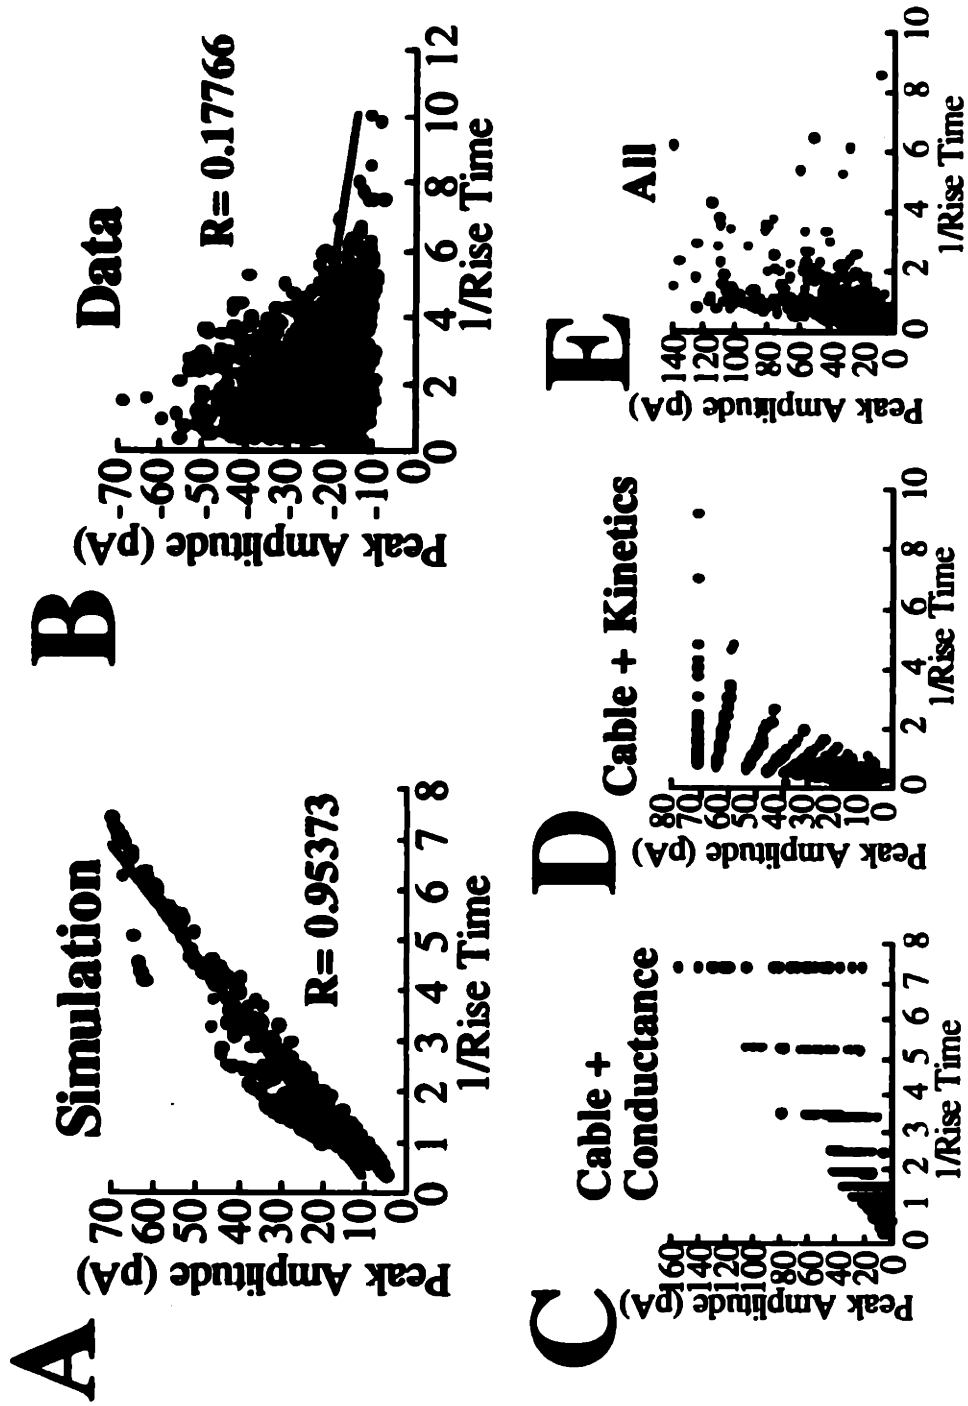 A
Simulation
Peak Amplitude (pA)
70
60
50
40
30
20
10
0
R= 0.95373
0 1 2 3 4 5 6 7 8
1/Rise Time
B
Data
Peak Amplitude (pA)
-70
-60
-50
-40
-30
-20
-10
0
R= 0.17766
0 2 4 6 8 10 12
1/Rise Time
C
Cable +
Conductance
Peak Amplitude (pA)
160
140
120
100
80
60
40
20
0
0 1 2 3 4 5 6 7 8
1/Rise Time
D
Cable + Kinetics
Peak Amplitude (pA)
80
70
60
50
40
30
20
10
0
0 2 4 6 8 10
1/Rise Time
E
All
Peak Amplitude (pA)
140
120
100
80
60
40
20
0
0 2 4 6 8 10
1/Rise Time